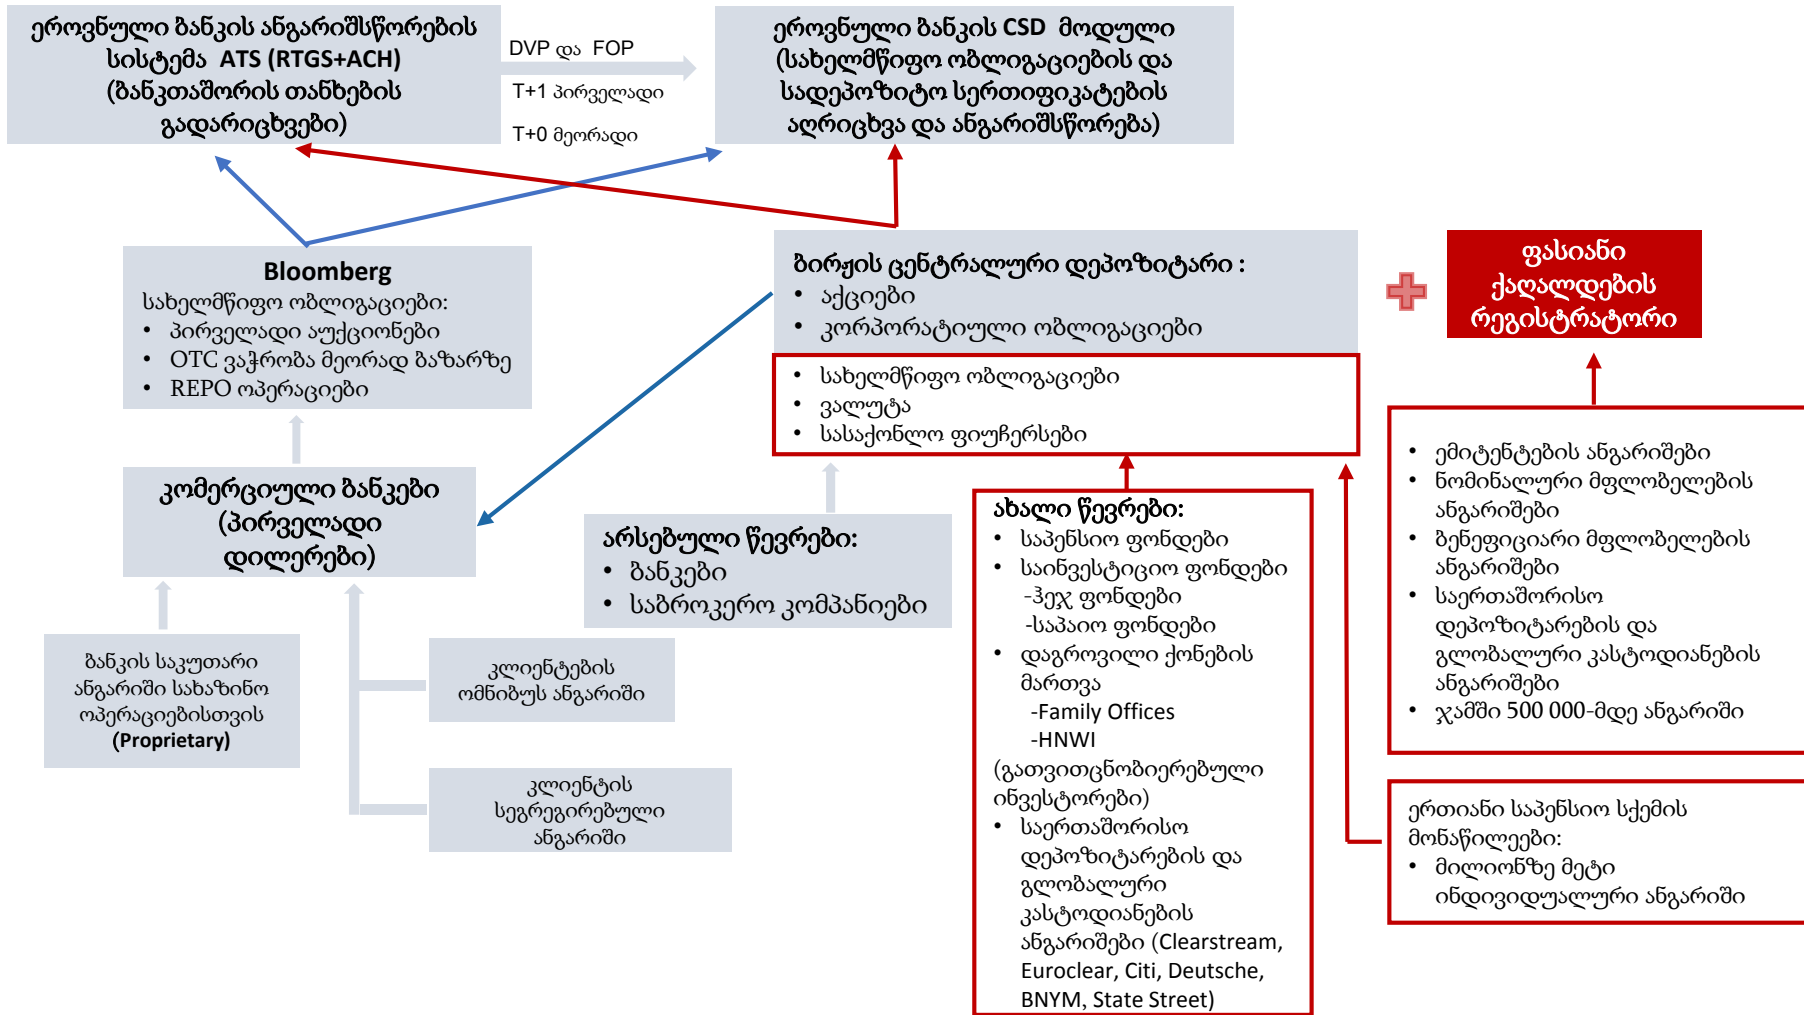 ეროვნული ბანკის ანგარიშსწორების
სისტემა ATS (RTGS+ACH)
(ბანკთაშორის თანხების
გადარიცხვები)
DVP და FOP
T+1 პირველადი
T+0 მეორადი
ეროვნული ბანკის CSD მოდული
(სახელმწიფო ობლიგაციების და
სადეპოზიტო სერთიფიკატების
აღრიცხვა და ანგარიშსწორება)
Bloomberg
სახელმწიფო ობლიგაციები:
• პირველადი აუქციონები
• OTC ვაჭრობა მეორად ბაზარზე
• REPO ოპერაციები
ბირჟის ცენტრალური დეპოზიტარი :
• აქციები
• კორპორატიული ობლიგაციები
• სახელმწიფო ობლიგაციები
• ვალუტა
• სასაქონლო ფიუჩერსები
ფასიანი
ქაღალდების
რეგისტრატორი
კომერციული ბანკები
(პირველადი
დილერები)
არსებული წევრები:
• ბანკები
• საბროკერო კომპანიები
ახალი წევრები:
• საპენსიო ფონდები
• საინვესტიციო ფონდები
-ჰეჯ ფონდები
-საპაიო ფონდები
• დაგროვილი ქონების
მართვა
-Family Offices
-HNWI
(გათვითცნობიერებული
ინვესტორები)
• საერთაშორისო
დეპოზიტარების და
გლობალური
კასტოდიანების
ანგარიშები (Clearstream,
Euroclear, Citi, Deutsche,
BNYM, State Street)
• ემიტენტების ანგარიშები
• ნომინალური მფლობელების
ანგარიშები
• ბენეფიციარი მფლობელების
ანგარიშები
• საერთაშორისო
დეპოზიტარების და
გლობალური კასტოდიანების
ანგარიშები
• ჯამში 500 000-მდე ანგარიში
ბანკის საკუთარი
ანგარიში სახაზინო
ოპერაციებისთვის
(Proprietary)
კლიენტების
ომნიბუს ანგარიში
კლიენტის
სეგრეგირებული
ანგარიში
ერთიანი საპენსიო სქემის
მონაწილეები:
• მილიონზე მეტი
ინდივიდუალური ანგარიში